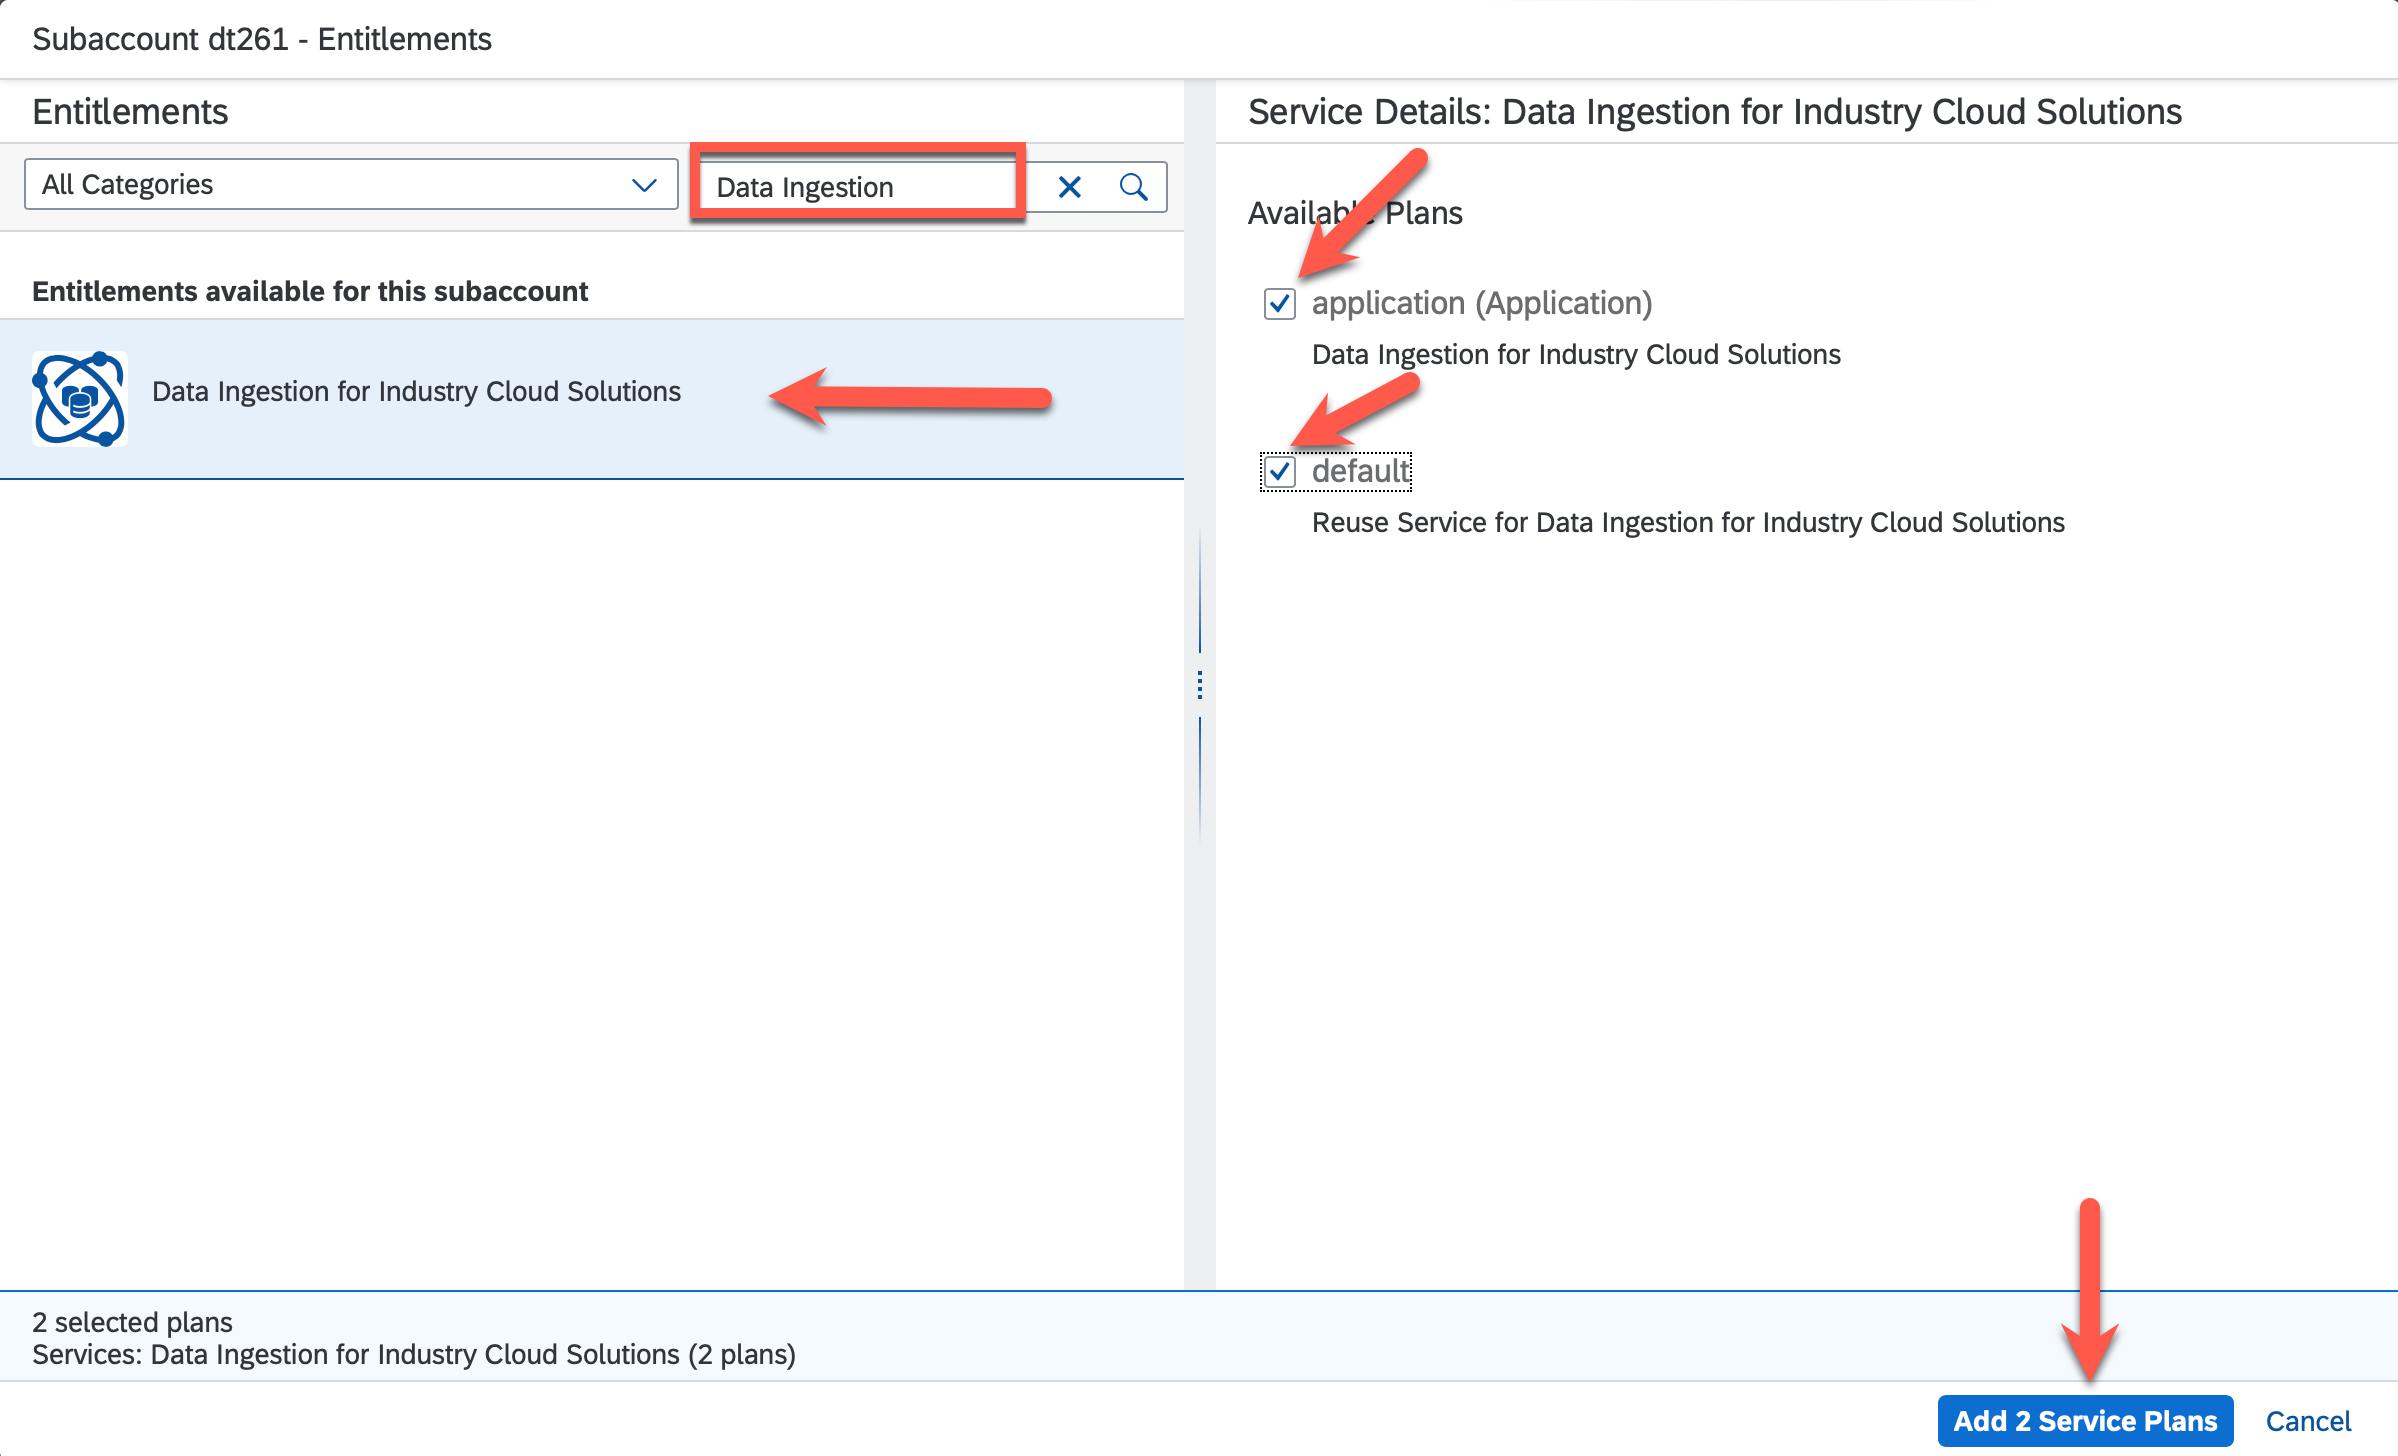 Subaccount dt261 - Entitlements
Entitlements
All Categories
Data Ingestion
Entitlements available for this subaccount
Data Ingestion for Industry Cloud Solutions
Service Details: Data Ingestion for Industry Cloud Solutions
Available Plans
application (Application)
Data Ingestion for Industry Cloud Solutions
default
Reuse Service for Data Ingestion for Industry Cloud Solutions
2 selected plans
Services: Data Ingestion for Industry Cloud Solutions (2 plans)
Add 2 Service Plans
Cancel